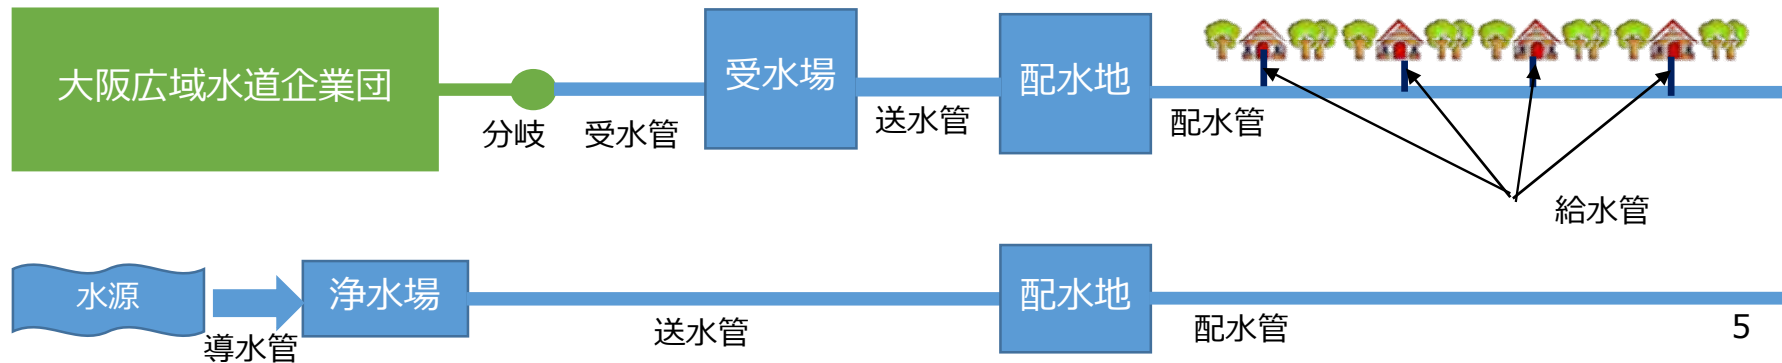 大阪広域水道企業団
分岐
受水管
受水場
送水管
配水地
配水管
給水管
水源
導水管
浄水場
送水管
配水地
配水管
5